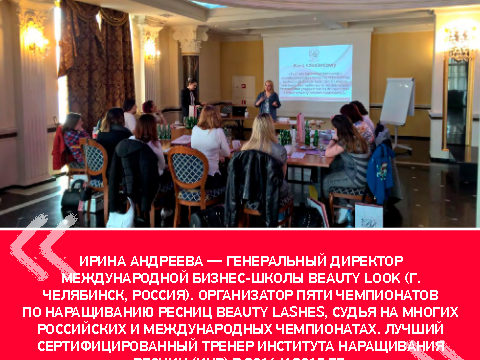 ИРИНА АНДРЕЕВА — ГЕНЕРАЛЬНЫЙ ДИРЕКТОР
МЕЖДУНАРОДНОЙ БИЗНЕС-ШКОЛЫ BEAUTY LOOK (Г.
ЧЕЛЯБИНСК, РОССИЯ). ОРГАНИЗАТОР ПЯТИ ЧЕМПИОНАТОВ
ПО НАРАЩИВАНИЮ РЕСНИЦ BEAUTY LASHES, СУДЬЯ НА МНОГИХ
РОССИЙСКИХ И МЕЖДУНАРОДНЫХ ЧЕМПИОНАТАХ. ЛУЧШИЙ
СЕРТИФИЦИРОВАННЫЙ ТРЕНЕР ИНСТИТУТА НАРАЩИВАНИЯ